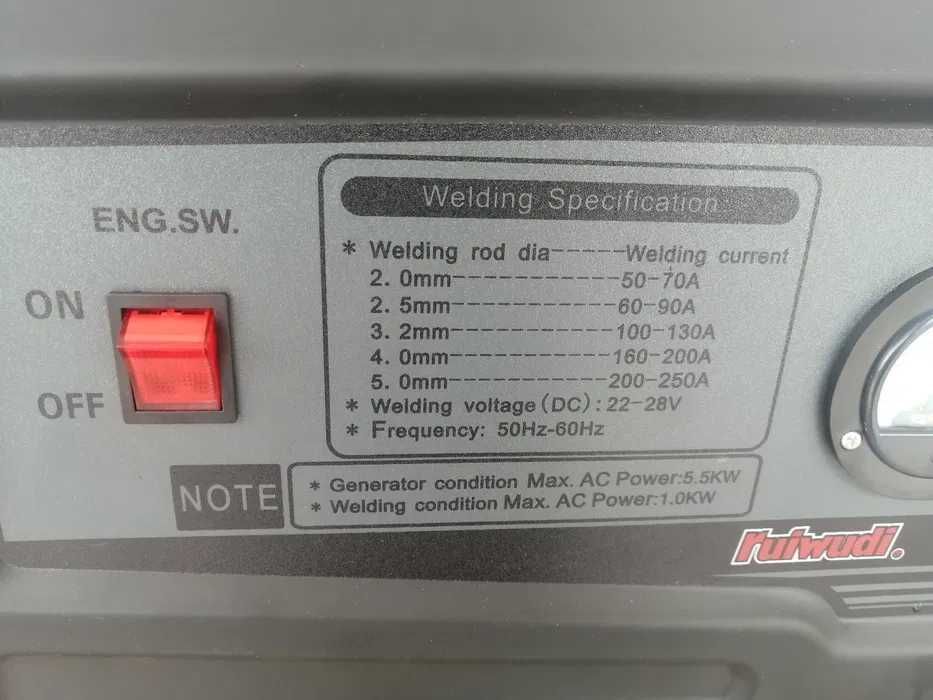 ENG.SW.
ON
OFF
Welding Specification
* Welding rod dia------Welding current
2. 0mm------------50-70A
2. 5mm------------60-90A
3. 2mm------------100-130A
4. 0mm------------160-200A
5. 0mm------------200-250A
* Welding voltage(DC):22-28V
* Frequency: 50Hz-60Hz
NOTE
* Generator condition Max. AC Power:5.5KW
* Welding condition Max. AC Power:1.0KW
ruiwudi.